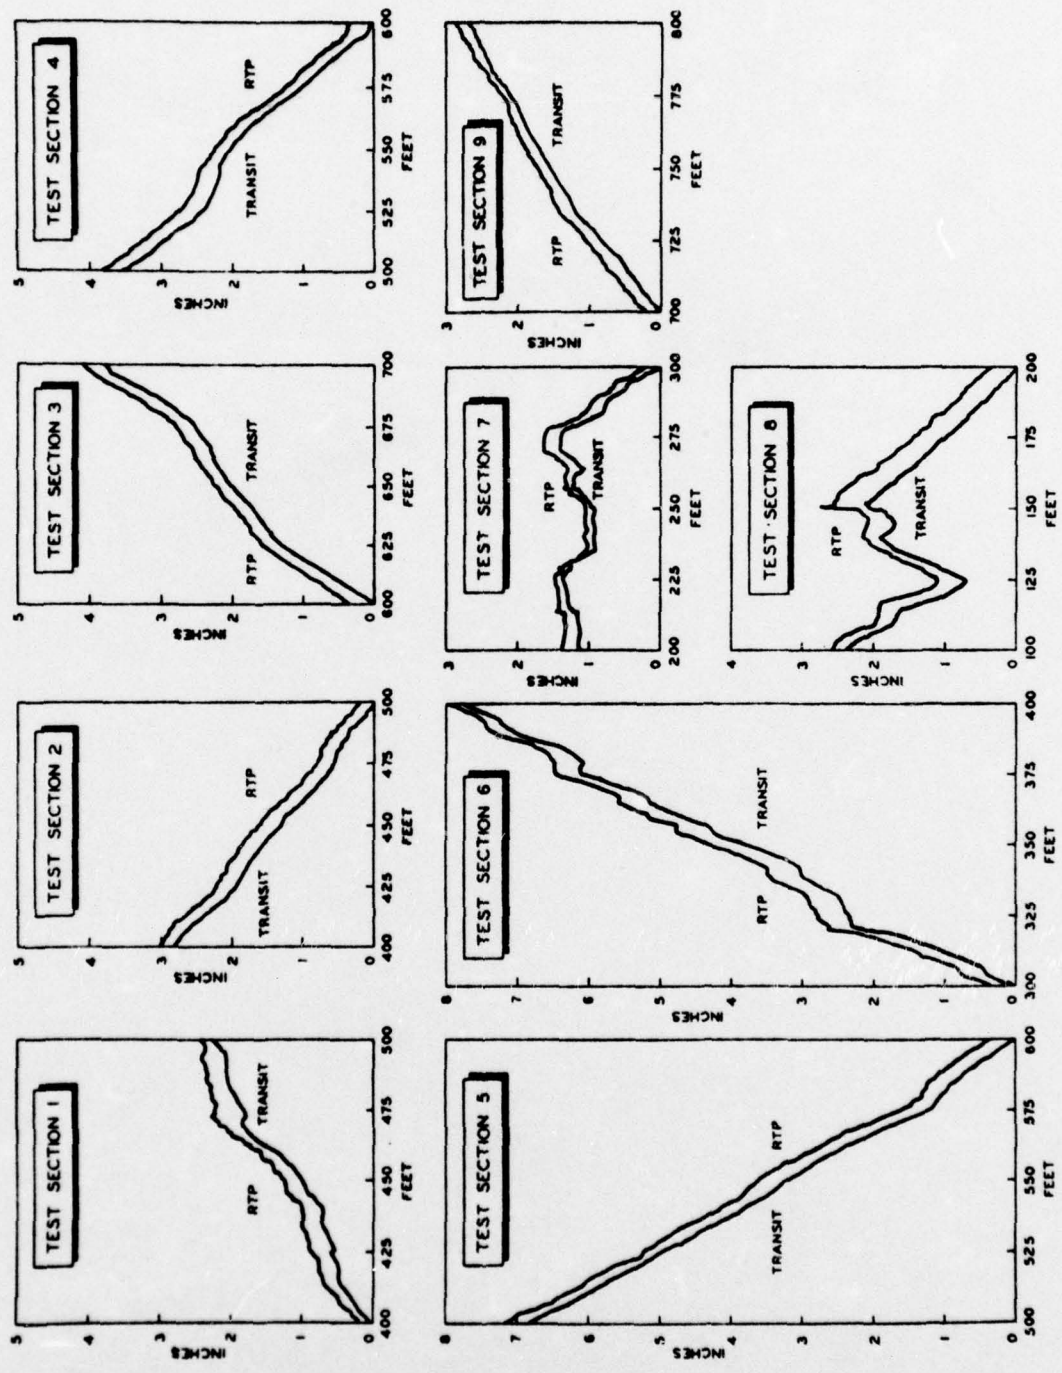 TEST SECTION 1
5
4
3
2
1
0
INCHES
RTP
TRANSIT
400
425
450
475
500
FEET
TEST SECTION 2
5
4
3
2
1
0
INCHES
TRANSIT
RTP
400
425
450
475
500
FEET
TEST SECTION 3
5
4
3
2
1
0
INCHES
RTP
TRANSIT
600
625
650
675
700
FEET
TEST SECTION 4
5
4
3
2
1
0
INCHES
TRANSIT
RTP
500
525
550
575
600
FEET
TEST SECTION 5
8
7
6
5
4
3
2
1
0
INCHES
TRANSIT
RTP
500
525
550
575
600
FEET
TEST SECTION 6
8
7
6
5
4
3
2
1
0
INCHES
RTP
TRANSIT
300
325
350
375
400
FEET
TEST SECTION 7
3
2
1
0
INCHES
RTP
TRANSIT
200
225
250
275
300
FEET
TEST SECTION 9
3
2
1
0
INCHES
RTP
TRANSIT
700
725
750
775
800
FEET
TEST SECTION 8
4
3
2
1
0
INCHES
RTP
TRANSIT
100
125
150
175
200
FEET